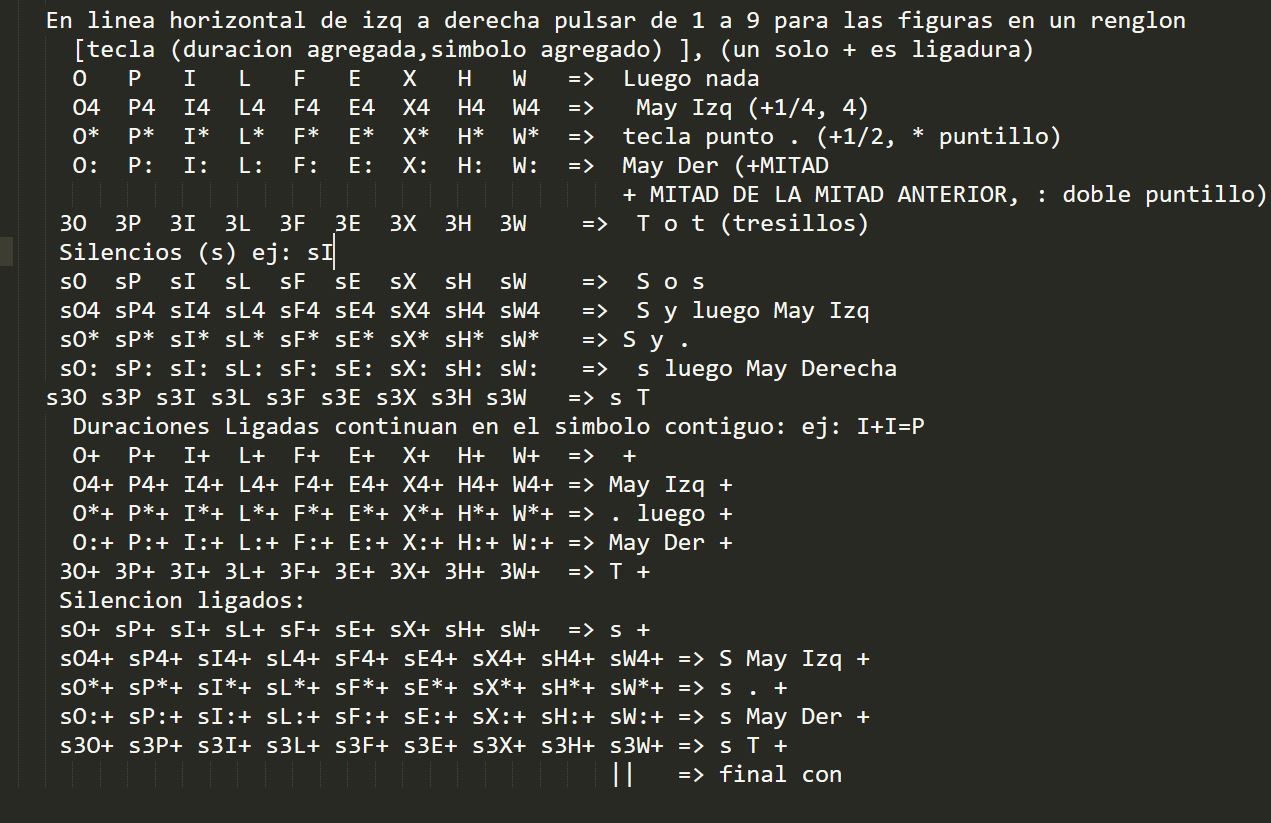 En linea horizontal de izq a derecha pulsar de 1 a 9 para las figuras en un renglon
[tecla (duracion agregada,simbolo agregado) ], (un solo + es ligadura)
O P I L F E X H W => Luego nada
O4 P4 I4 L4 F4 E4 X4 H4 W4 => May Izq (+1/4, 4)
O* P* I* L* F* E* X* H* W* => tecla punto . (+1/2, * puntillo)
O: P: I: L: F: E: X: H: W: => May Der (+MITAD
+ MITAD DE LA MITAD ANTERIOR, : doble puntillo)
3O 3P 3I 3L 3F 3E 3X 3H 3W => T o t (tresillos)
Silencios (s) ej: sI
sO sP sI sL sF sE sX sH sW => S o s
sO4 sP4 sI4 sL4 sF4 sE4 sX4 sH4 sW4 => S y luego May Izq
sO* sP* sI* sL* sF* sE* sX* sH* sW* => S y .
sO: sP: sI: sL: sF: sE: sX: sH: sW: => s luego May Derecha
s3O s3P s3I s3L s3F s3E s3X s3H s3W => s T
Duraciones Ligadas continuan en el simbolo contiguo: ej: I+I=P
O+ P+ I+ L+ F+ E+ X+ H+ W+ => +
O4+ P4+ I4+ L4+ F4+ E4+ X4+ H4+ W4+ => May Izq +
O*+ P*+ I*+ L*+ F*+ E*+ X*+ H*+ W*+ => . luego +
O:+ P:+ I:+ L:+ F:+ E:+ X:+ H:+ W:+ => May Der +
3O+ 3P+ 3I+ 3L+ 3F+ 3E+ 3X+ 3H+ 3W+ => T +
Silencion ligados:
sO+ sP+ sI+ sL+ sF+ sE+ sX+ sH+ sW+ => s +
sO4+ sP4+ sI4+ sL4+ sF4+ sE4+ sX4+ sH4+ sW4+ => S May Izq +
sO*+ sP*+ sI*+ sL*+ sF*+ sE*+ sX*+ sH*+ sW*+ => s . +
sO:+ sP:+ sI:+ sL:+ sF:+ sE:+ sX:+ sH:+ sW:+ => s May Der +
s3O+ s3P+ s3I+ s3L+ s3F+ s3E+ s3X+ s3H+ s3W+ => s T +
|| => final con